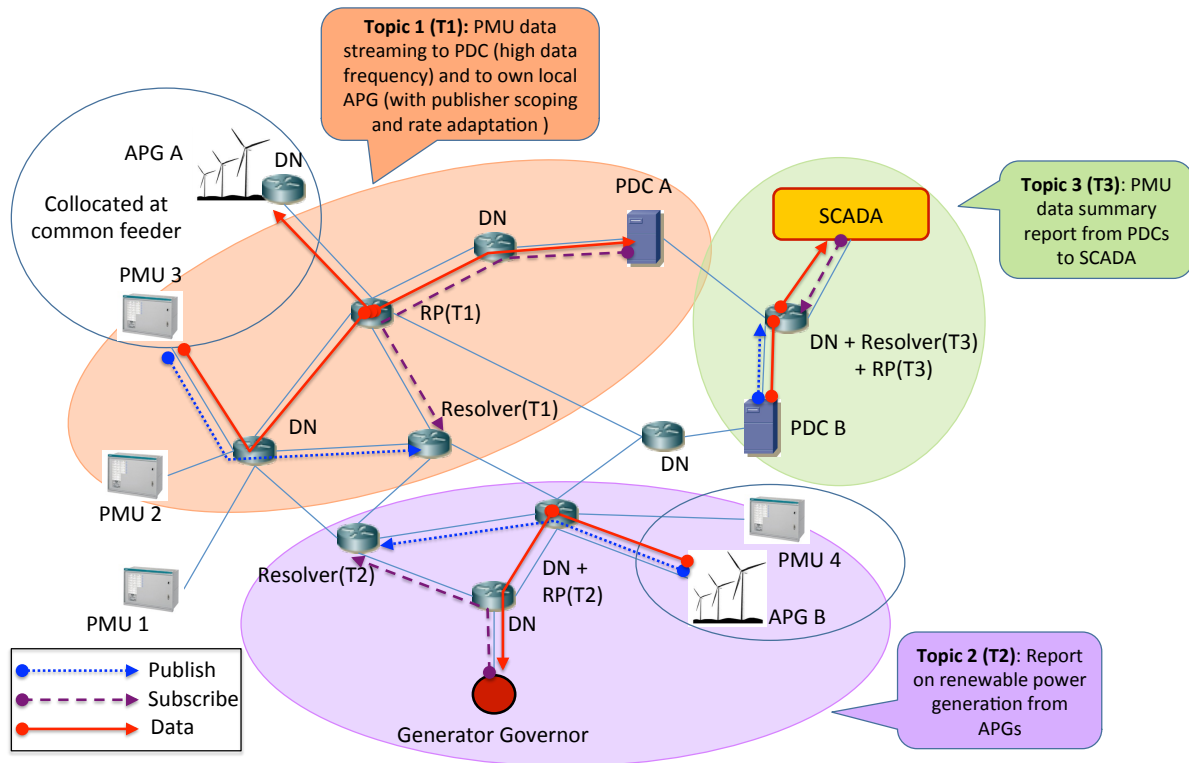 Topic 1 (T1): PMU data
streaming to PDC (high data
frequency) and to own local
APG (with publisher scoping
and rate adaptation )
APG A
DN
Collocated at
common feeder
PMU 3
PDC A
DN
RP(T1)
SCADA
Topic 3 (T3): PMU
data summary
report from PDCs
to SCADA
DN + Resolver(T3)
+ RP(T3)
Resolver(T1)
DN
PDC B
DN
PMU 2
PMU 1
Resolver(T2)
DN +
RP(T2)
PMU 4
DN
APG B
Generator Governor
Publish
Subscribe
Data
Topic 2 (T2): Report
on renewable power
generation from
APGs